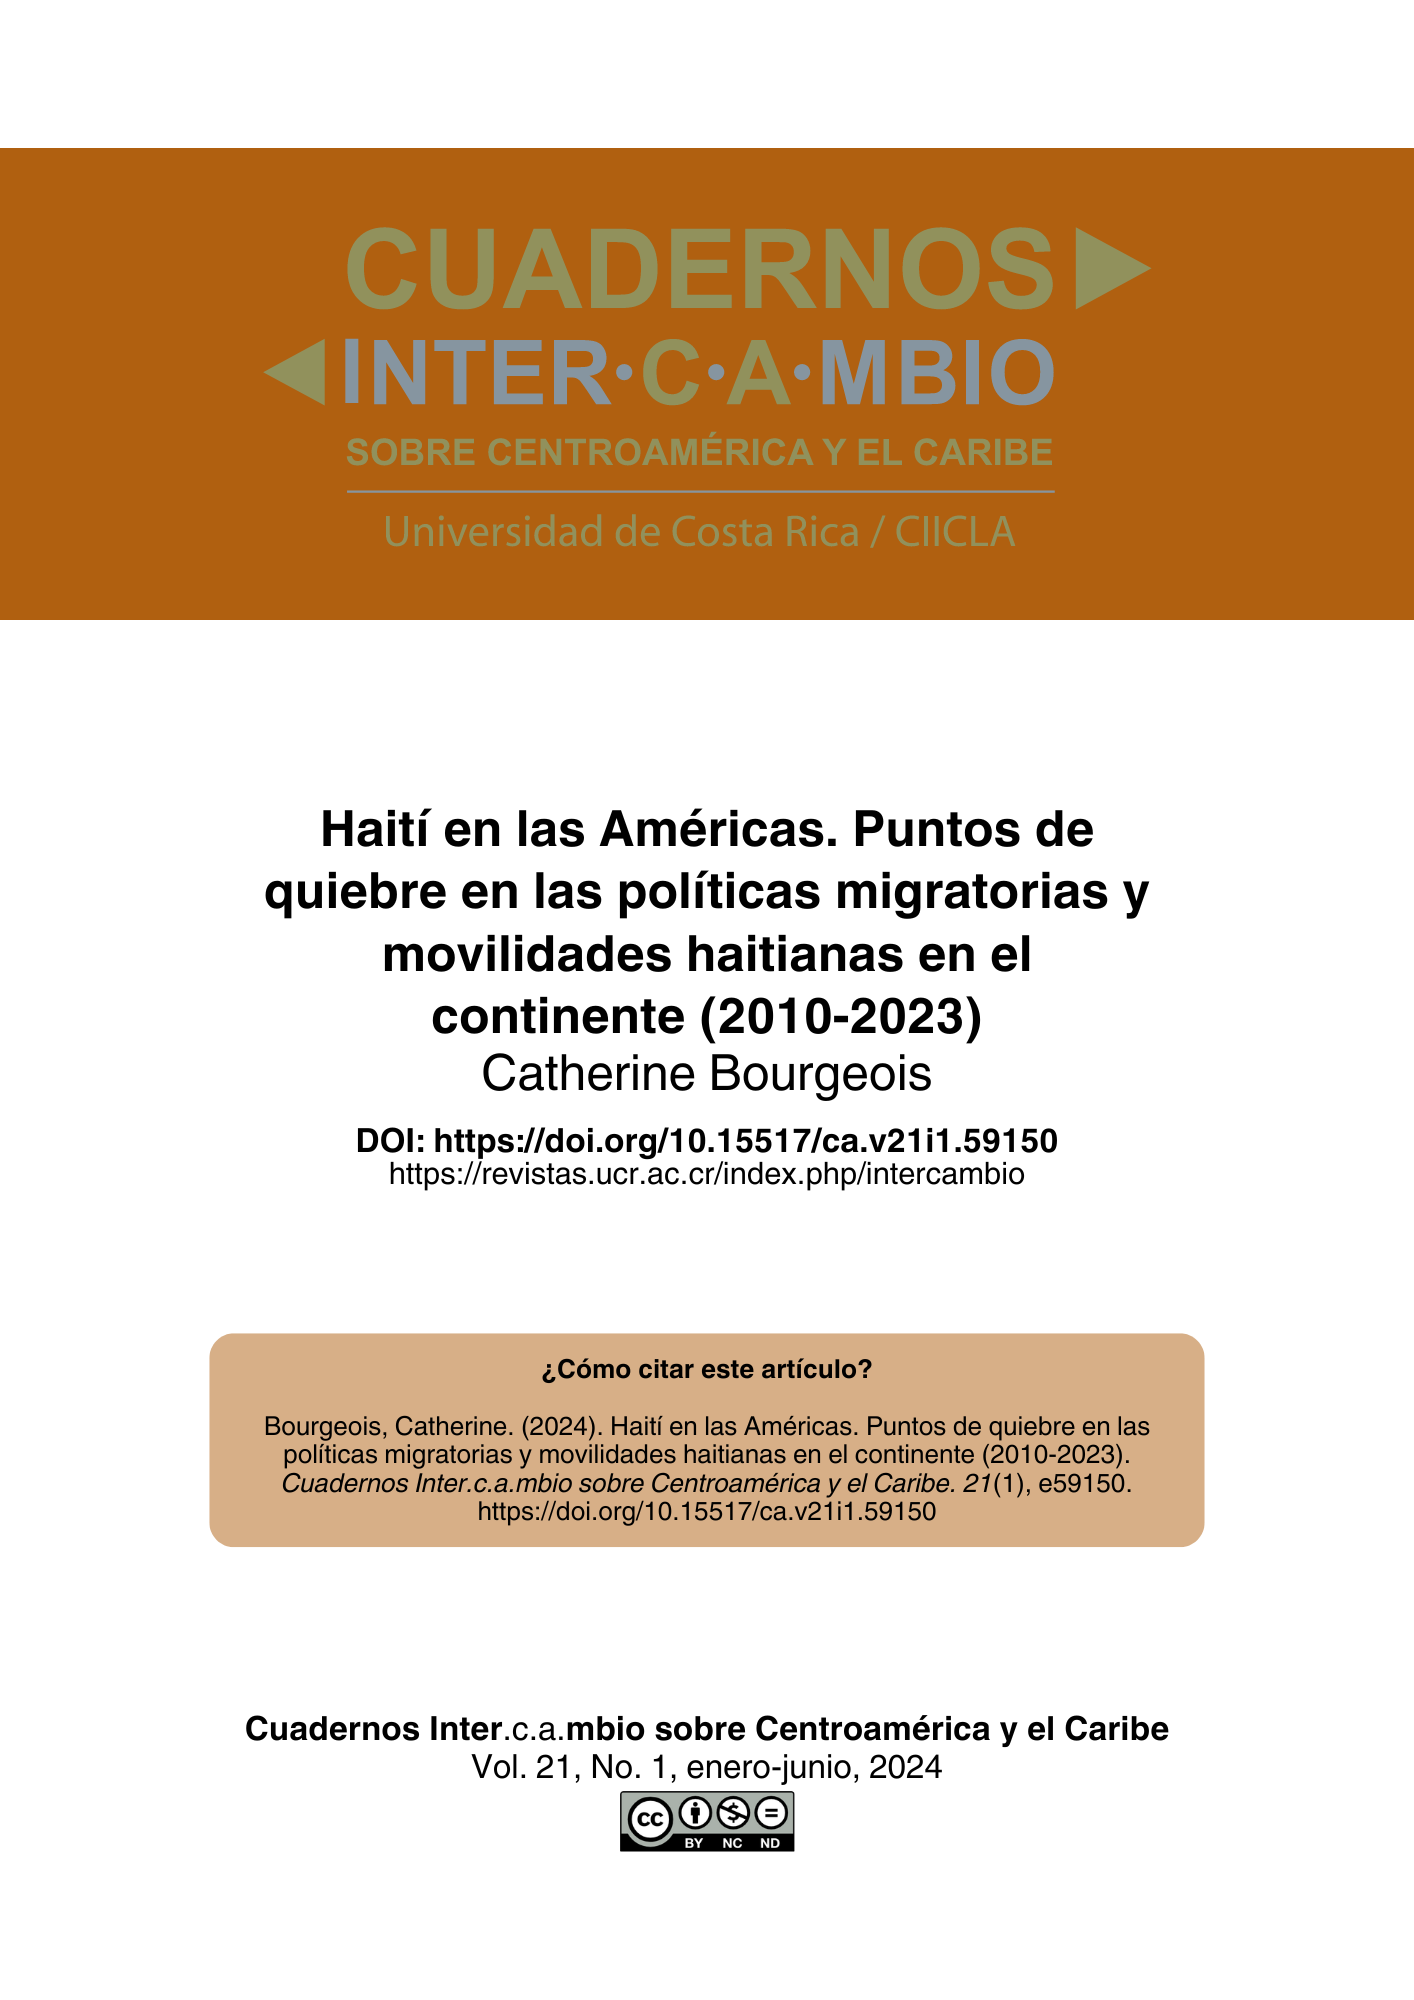 CUADERNOS
INTER·C·A·MBIO
SOBRE CENTROAMÉRICA Y EL CARIBE
Universidad de Costa Rica / CIICLA
Haití en las Américas. Puntos de
quiebre en las políticas migratorias y
movilidades haitianas en el
continente (2010-2023)
Catherine Bourgeois
DOI: https://doi.org/10.15517/ca.v21i1.59150
https://revistas.ucr.ac.cr/index.php/intercambio
¿Cómo citar este artículo?
Bourgeois, Catherine. (2024). Haití en las Américas. Puntos de quiebre en las
políticas migratorias y movilidades haitianas en el continente (2010-2023).
Cuadernos Inter.c.a.mbio sobre Centroamérica y el Caribe. 21(1), e59150.
https://doi.org/10.15517/ca.v21i1.59150
Cuadernos Inter.c.a.mbio sobre Centroamérica y el Caribe
Vol. 21, No. 1, enero-junio, 2024
cc BY NC ND